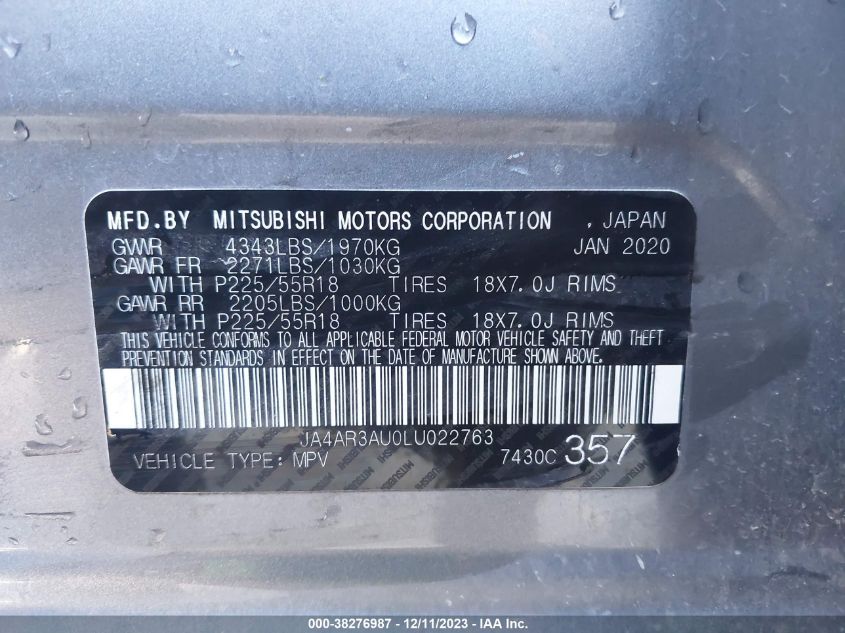 MFD.BY MITSUBISHI MOTORS CORPORATION , JAPAN
GVWR 4343LBS/1970KG JAN 2020
GAWR FR 2271LBS/1030KG
WITH P225/55R18 TIRES 18X7.0J RIMS
GAWR RR 2205LBS/1000KG
WITH P225/55R18 TIRES 18X7.0J RIMS
THIS VEHICLE CONFORMS TO ALL APPLICABLE FEDERAL MOTOR VEHICLE SAFETY AND THEFT
PREVENTION STANDARDS IN EFFECT ON THE DATE OF MANUFACTURE SHOWN ABOVE.
JA4AR3AU0LU022763
VEHICLE TYPE: MPV 7430C 357
000-38276987 - 12/11/2023 - IAA Inc.